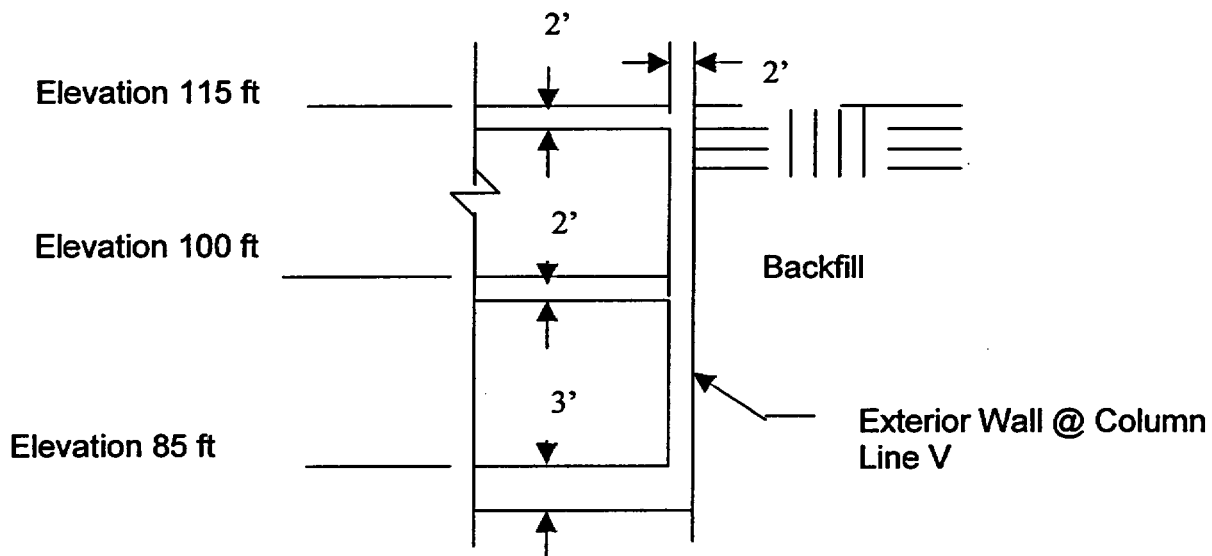 2’
2’
Elevation 115 ft
2’
Elevation 100 ft
Backfill
3’
Exterior Wall @ Column
Line V
Elevation 85 ft